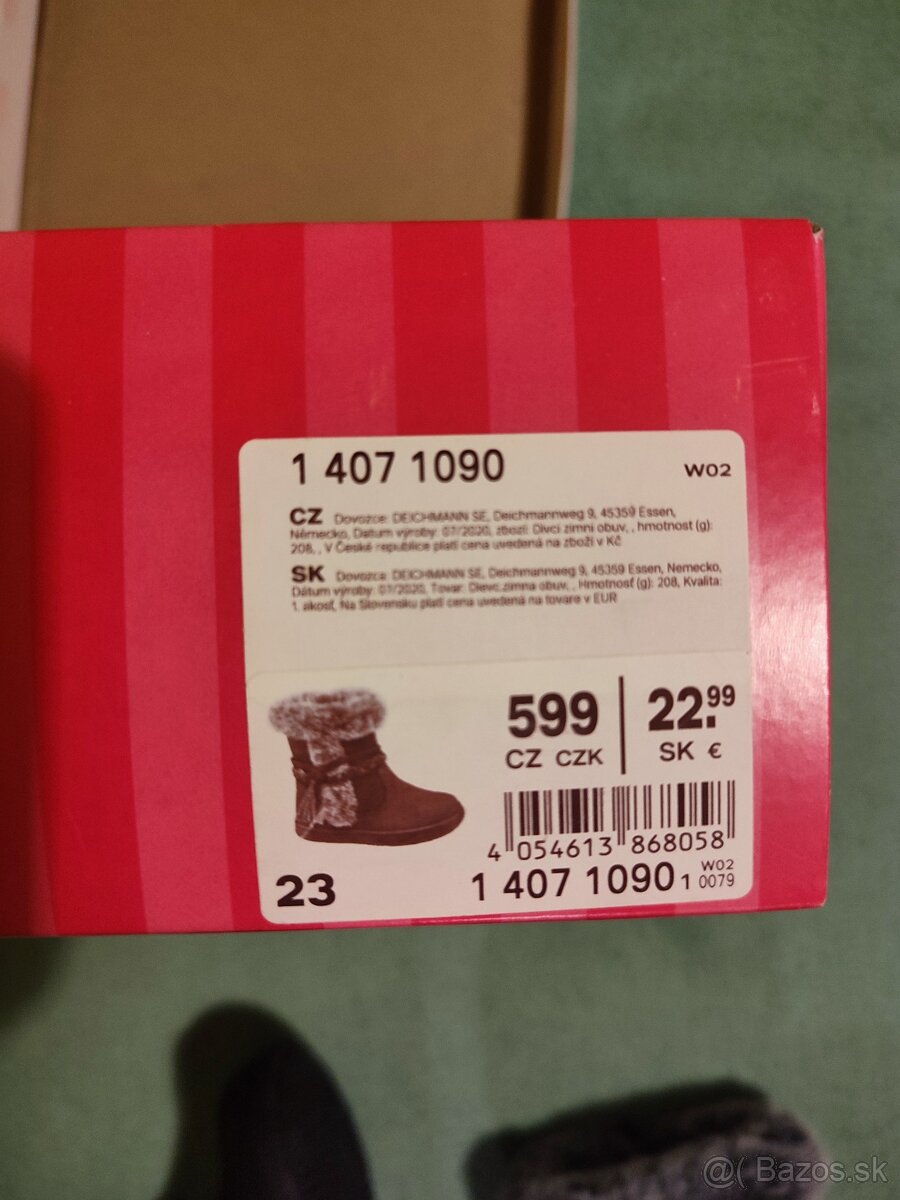 1 407 1090
W02
CZ Dovozce: DEICHMANN SE, Deichmannweg 9, 45359 Essen,
Německo, Datum výroby: 07/2020, zboží: Dívčí zimní obuv, , hmotnost (g):
208, , V České republice platí cena uvedená na zboží v Kč
SK Dovozca: DEICHMANN SE, Deichmannweg 9, 45359 Essen, Nemecko,
Dátum výroby: 07/2020, Tovar: Dievč.zimná obuv, , Hmotnosť (g): 208, Kvalita:
1. akosť, Na Slovensku platí cena uvedená na tovare v EUR
599
CZ CZK
22.99
SK €
4 054613 868058
23
1 407 1090 1 W02 0079
@( Bazos.sk